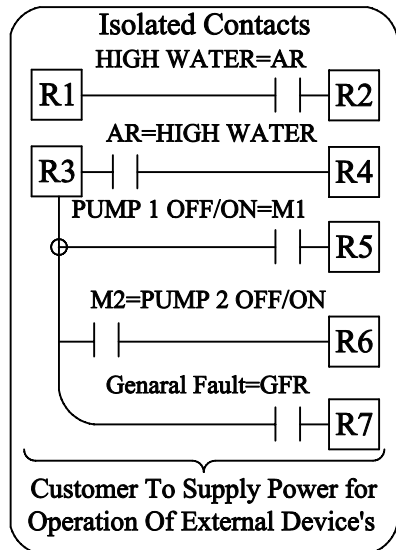 Isolated Contacts
HIGH WATER=AR
R1 R2
AR=HIGH WATER
R3 R4
PUMP 1 OFF/ON=M1
R5
M2=PUMP 2 OFF/ON
R6
Genaral Fault=GFR
R7
Customer To Supply Power for
Operation Of External Device's